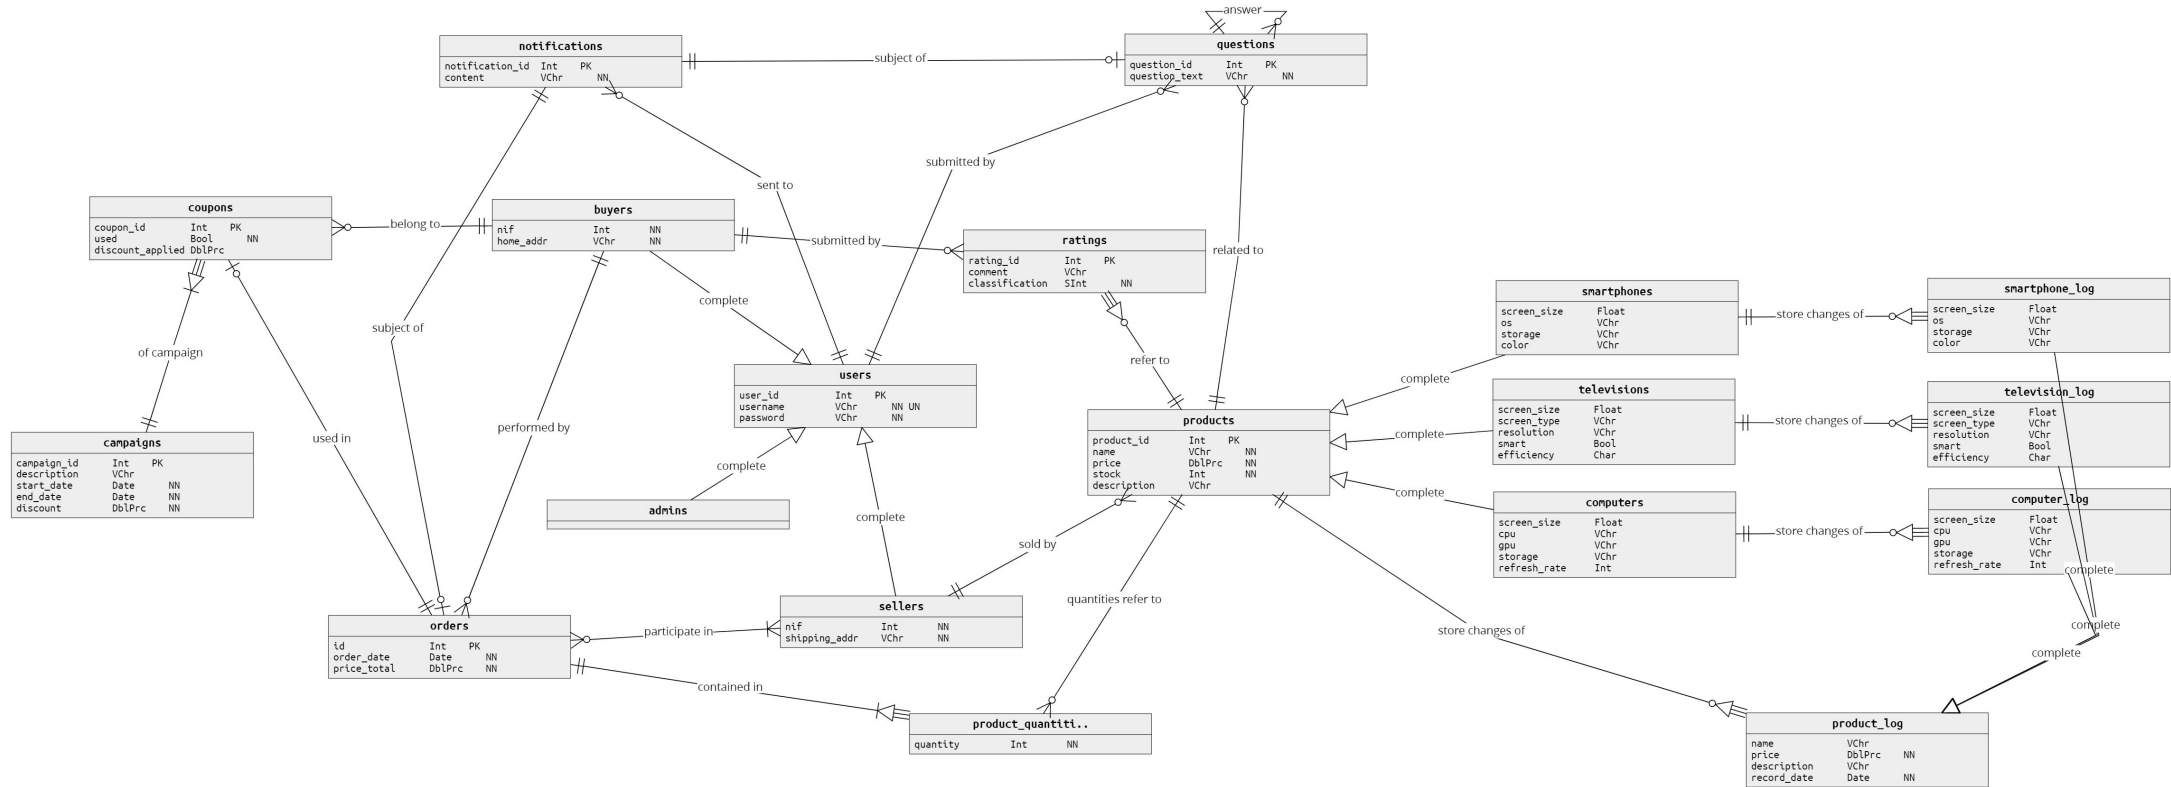 answer
notifications
notification_id Int PK
content VChr NN
subject of
questions
question_id Int PK
question_text VChr NN
submitted by
sent to
coupons
coupon_id Int PK
used Bool NN
discount_applied DblPrc
belong to
buyers
nif Int NN
home_addr VChr NN
submitted by
ratings
rating_id Int PK
comment VChr
classification SInt NN
related to
complete
subject of
of campaign
refer to
smartphones
screen_size Float
os VChr
storage VChr
color VChr
store changes of
smartphone_log
screen_size Float
os VChr
storage VChr
color VChr
users
user_id Int PK
username VChr NN UN
password VChr NN
complete
televisions
screen_size Float
screen_type VChr
resolution VChr
smart Bool
efficiency Char
store changes of
television_log
screen_size Float
screen_type VChr
resolution VChr
smart Bool
efficiency Char
products
product_id Int PK
name VChr NN
price DblPrc NN
stock Int NN
description VChr
complete
campaigns
campaign_id Int PK
description VChr
start_date Date NN
end_date Date NN
discount DblPrc NN
used in
performed by
complete
admins
complete
complete
computers
screen_size Float
cpu VChr
gpu VChr
storage VChr
refresh_rate Int
store changes of
computer_log
screen_size Float
cpu VChr
gpu VChr
storage VChr
refresh_rate Int
complete
sold by
quantities refer to
sellers
nif Int NN
shipping_addr VChr NN
orders
id Int PK
order_date Date NN
price_total DblPrc NN
participate in
store changes of
complete
complete
contained in
product_quantiti..
quantity Int NN
product_log
name VChr
price DblPrc NN
description VChr
record_date Date NN